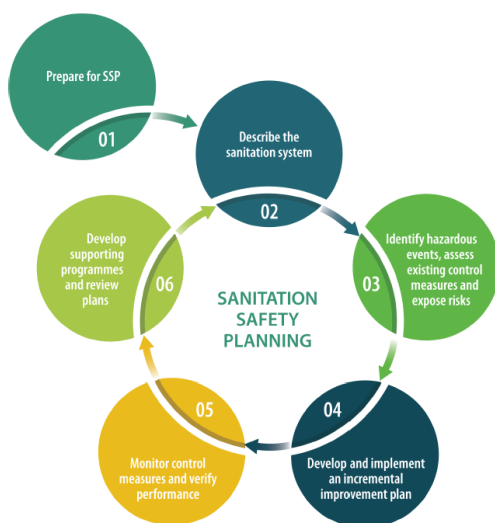 Prepare for SSP
01
Describe the
sanitation system
02
Identify hazardous
events, assess
existing control
measures and
expose risks
03
Develop and implement
an incremental
improvement plan
04
Monitor control
measures and verify
performance
05
Develop
supporting
programmes
and review
plans
06
SANITATION
SAFETY
PLANNING